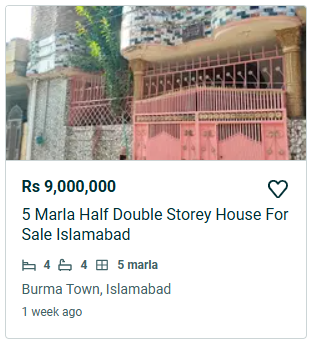 Rs 9,000,000
5 Marla Half Double Storey House For
Sale Islamabad
4 4 5 marla
Burma Town, Islamabad
1 week ago